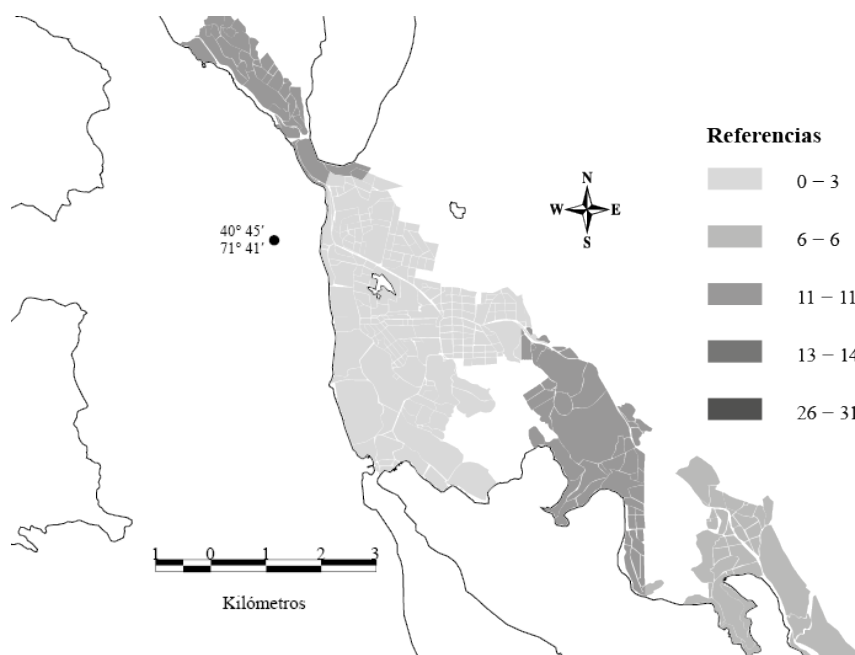 Referencias
0 – 3
6 – 6
11 – 11
13 – 14
26 – 31
N
W E
S
40° 45'
71° 41'
1 0 1 2 3
Kilómetros